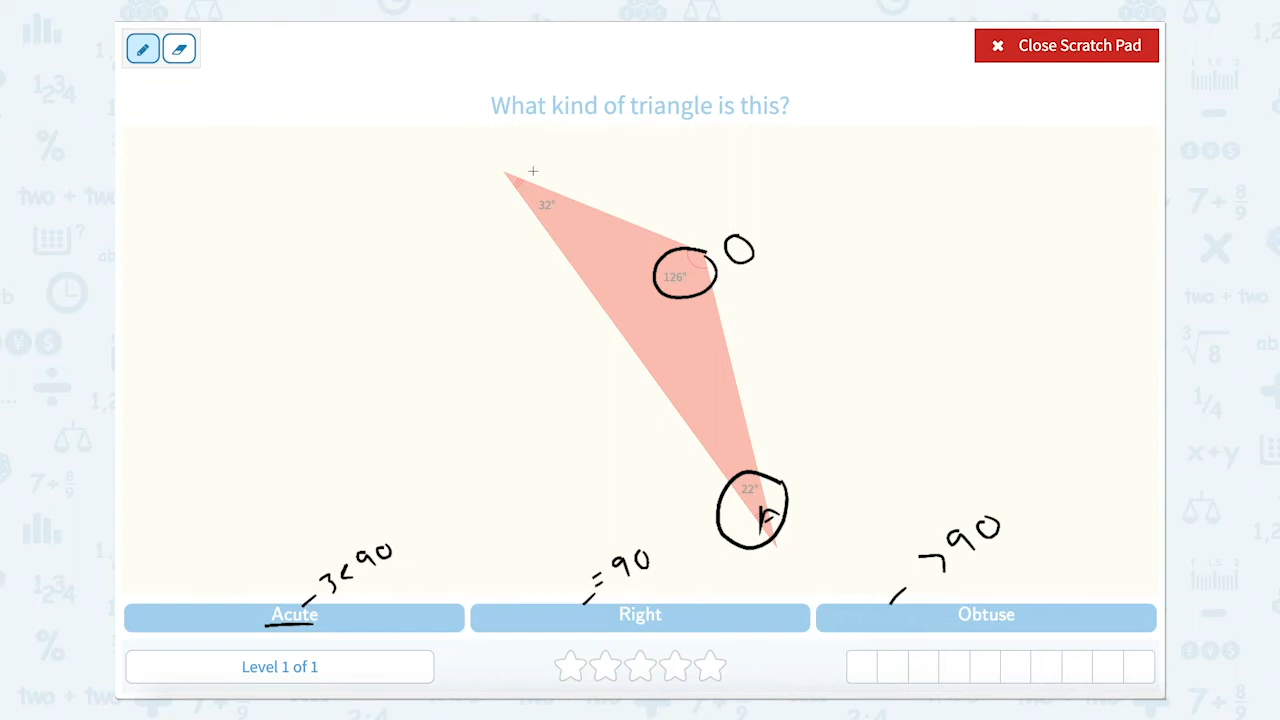 Close Scratch Pad
What kind of triangle is this?
32°
126°
O
22°
A
3 < 90
= 90
> 90
Acute
Right
Obtuse
Level 1 of 1